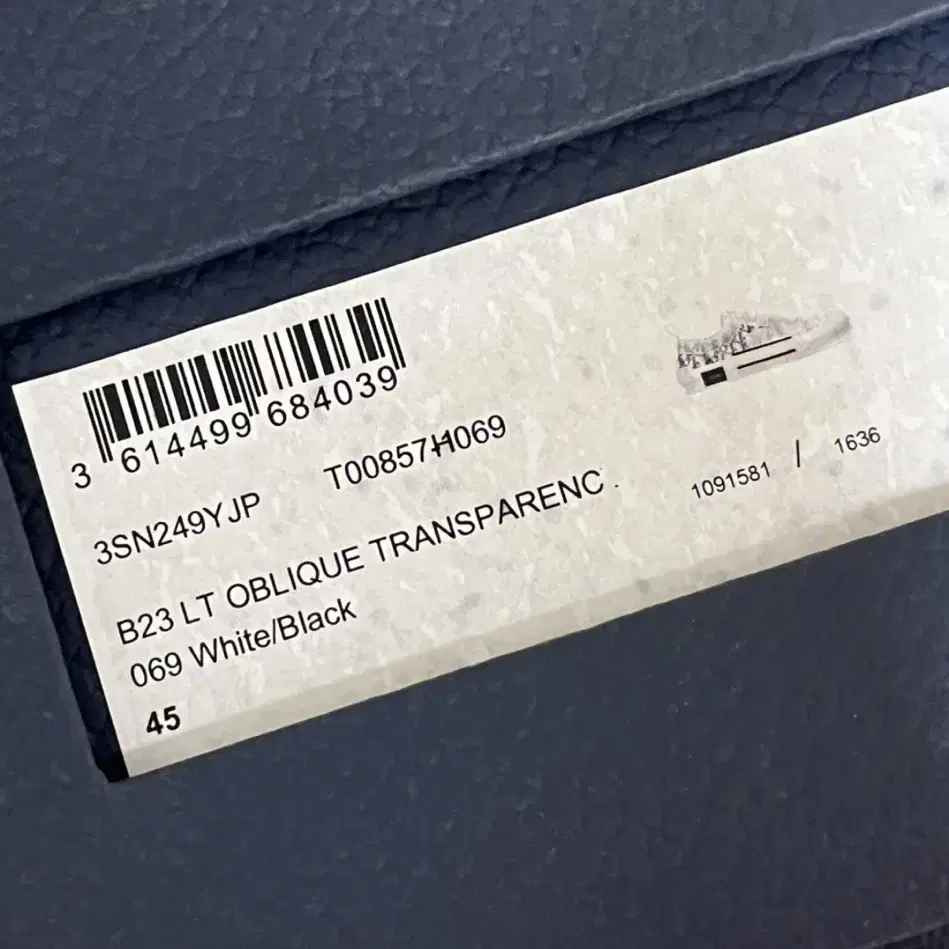 3 614499 684039
3SN249YJP T00857H069
B23 LT OBLIQUE TRANSPARENC .
1091581 / 1636
069 White/Black
45